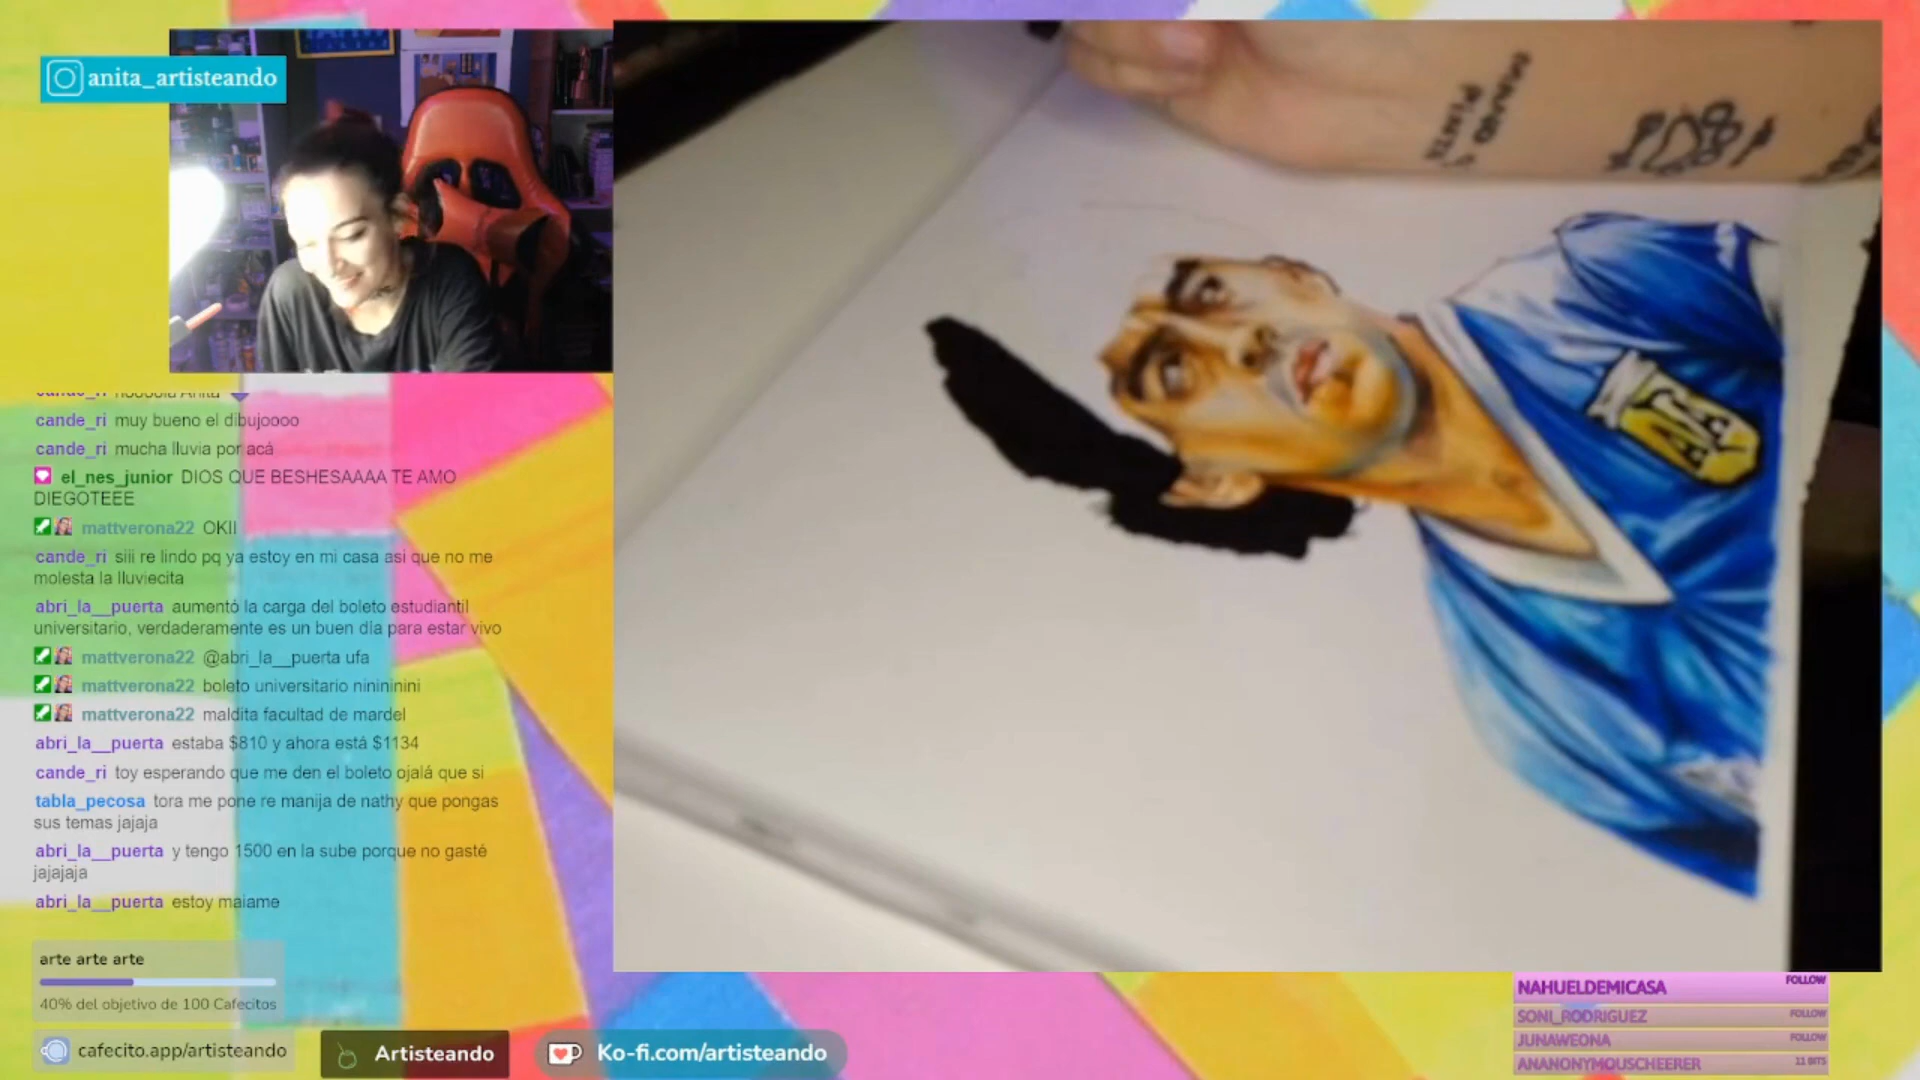 anita_artisteando
cande_ri
cande_ri muy bueno el dibujoooo
cande_ri mucha lluvia por acá
el_nes_junior DIOS QUE BESHESAAAA TE AMO
DIEGOTEEE
mattverona22 OKII
cande_ri siii re lindo pq ya estoy en mi casa asi que no me
molesta la lluviecita
abri_la__puerta aumentó la carga del boleto estudiantil
universitario, verdaderamente es un buen día para estar vivo
mattverona22 @abri_la__puerta ufa
mattverona22 boleto universitario ninininini
mattverona22 maldita facultad de mardel
abri_la__puerta estaba $810 y ahora está $1134
cande_ri toy esperando que me den el boleto ojalá que si
tabla_pecosa tora me pone re manija de nathy que pongas
sus temas jajaja
abri_la__puerta y tengo 1500 en la sube porque no gasté
jajajaja
abri_la__puerta estoy maiame
arte arte arte
40% del objetivo de 100 Cafecitos
cafecito.app/artisteando
Artisteando
Ko-fi.com/artisteando
AFA
NAHUELDEMICASA FOLLOW
SONI_RODRIGUEZ FOLLOW
JUNAWEONA FOLLOW
ANANONYMOUSCHEERER 11 BITS